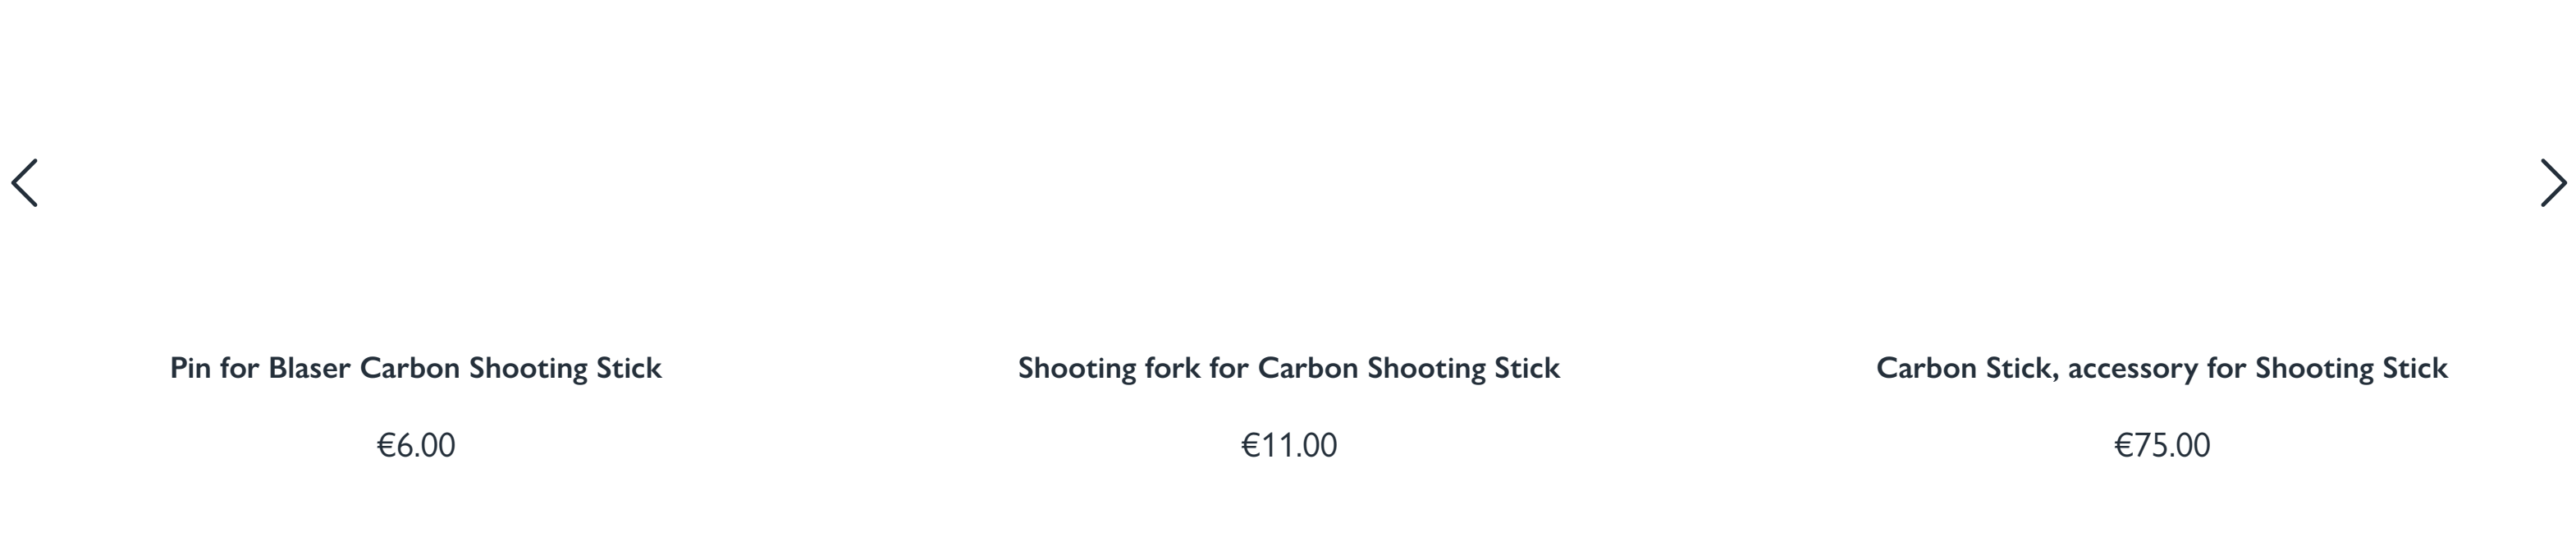 Pin for Blaser Carbon Shooting Stick
€6.00
Shooting fork for Carbon Shooting Stick
€11.00
Carbon Stick, accessory for Shooting Stick
€75.00